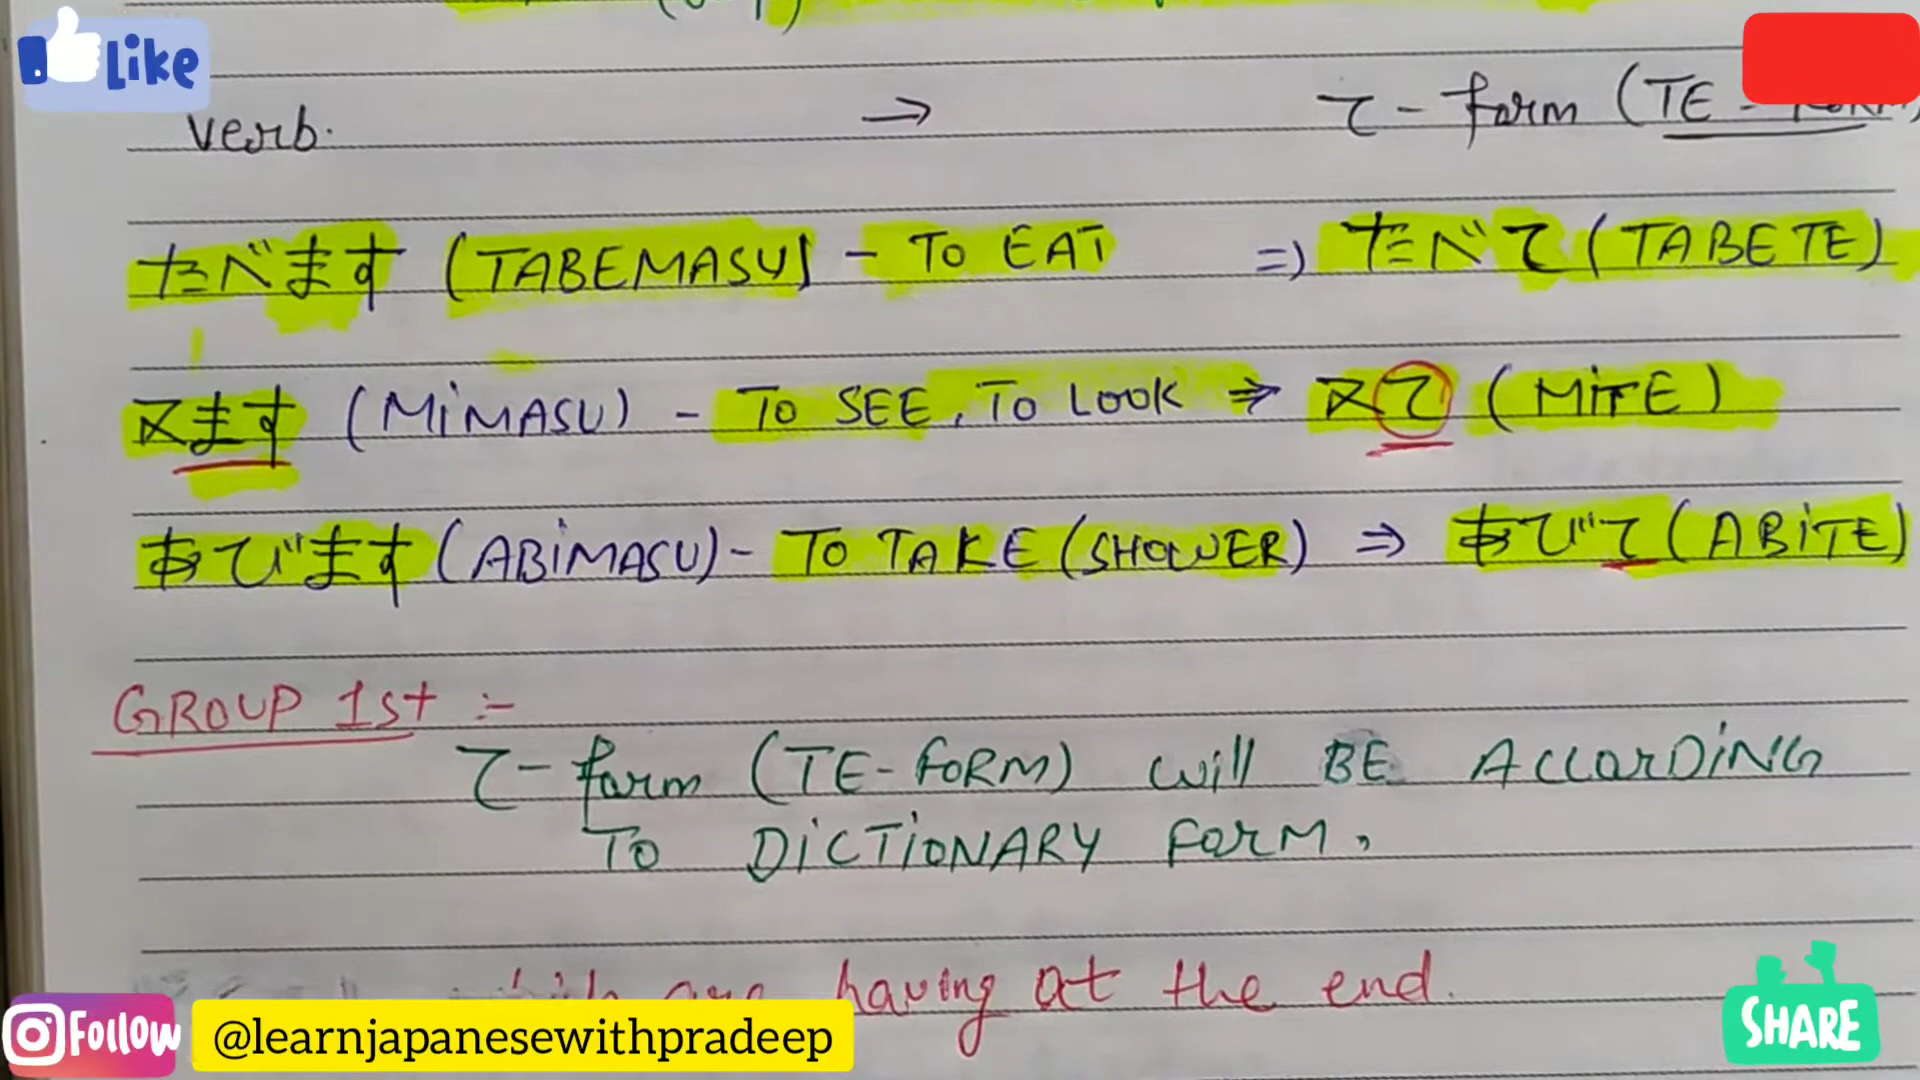 Like
verb. → て - form (TE - FORM)
たべます (TABEMASU) - TO EAT => たべて (TABETE)
みます (MiMASU) - TO SEE, TO LOOK ⇒ みて (MiTE)
あびます (ABiMASU) - TO TAKE (SHOWER) ⇒ あびて (ABiTE)
GROUP 1st :-
て - form (TE - FORM) will BE ACCORDiNG
TO DiCTiONARY FORM,
are having at the end.
Follow @learnjapanesewithpradeep
SHARE